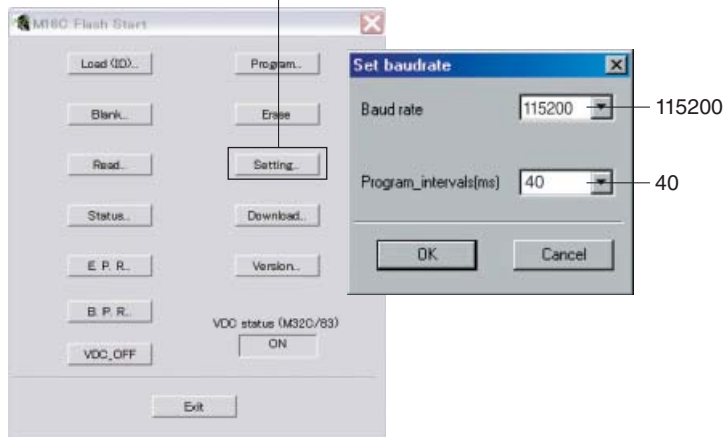 M16C Flash Start
Load (ID)...
Program...
Blank...
Erase
Read...
Setting...
Status...
Download...
E. P. R...
Version...
B. P. R...
VDC status (M32C/83)
ON
VDC_OFF
Exit
Set baudrate
Baud rate
115200
115200
Program_intervals(ms)
40
40
OK
Cancel